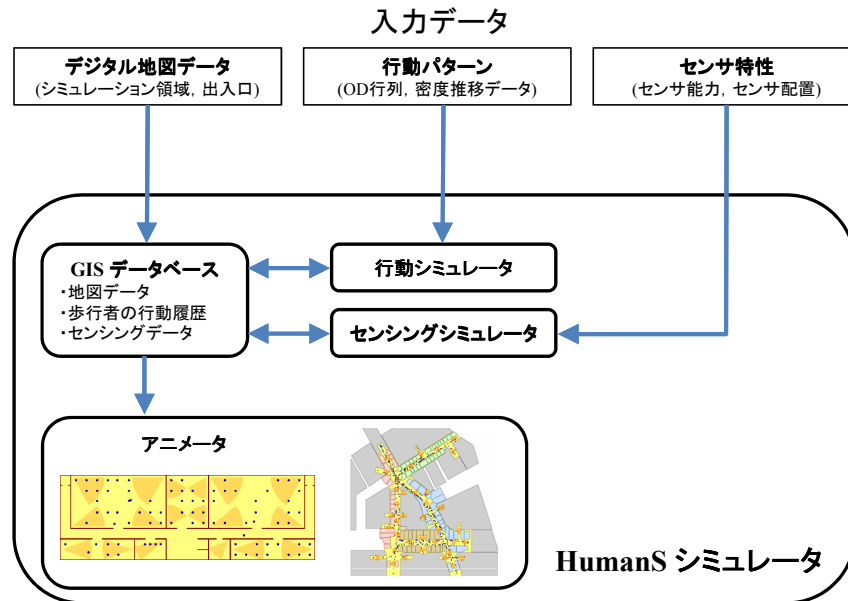 入力データ
デジタル地図データ
(シミュレーション領域, 出入口)
行動パターン
(OD行列, 密度推移データ)
センサ特性
(センサ能力, センサ配置)
GIS データベース
・地図データ
・歩行者の行動履歴
・センシングデータ
行動シミュレータ
センシングシミュレータ
アニメータ
HumanS シミュレータ